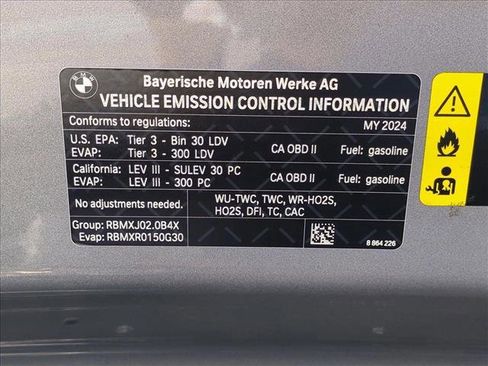 BMW
Bayerische Motoren Werke AG
VEHICLE EMISSION CONTROL INFORMATION
Conforms to regulations: MY 2024
U.S. EPA: Tier 3 - Bin 30 LDV CA OBD II Fuel: gasoline
EVAP: Tier 3 - 300 LDV
California: LEV III - SULEV 30 PC CA OBD II Fuel: gasoline
EVAP: LEV III - 300 PC
No adjustments needed. WU-TWC, TWC, WR-HO2S,
HO2S, DFI, TC, CAC
Group: RBMXJ02.0B4X
Evap: RBMXR0150G30
8 864 226